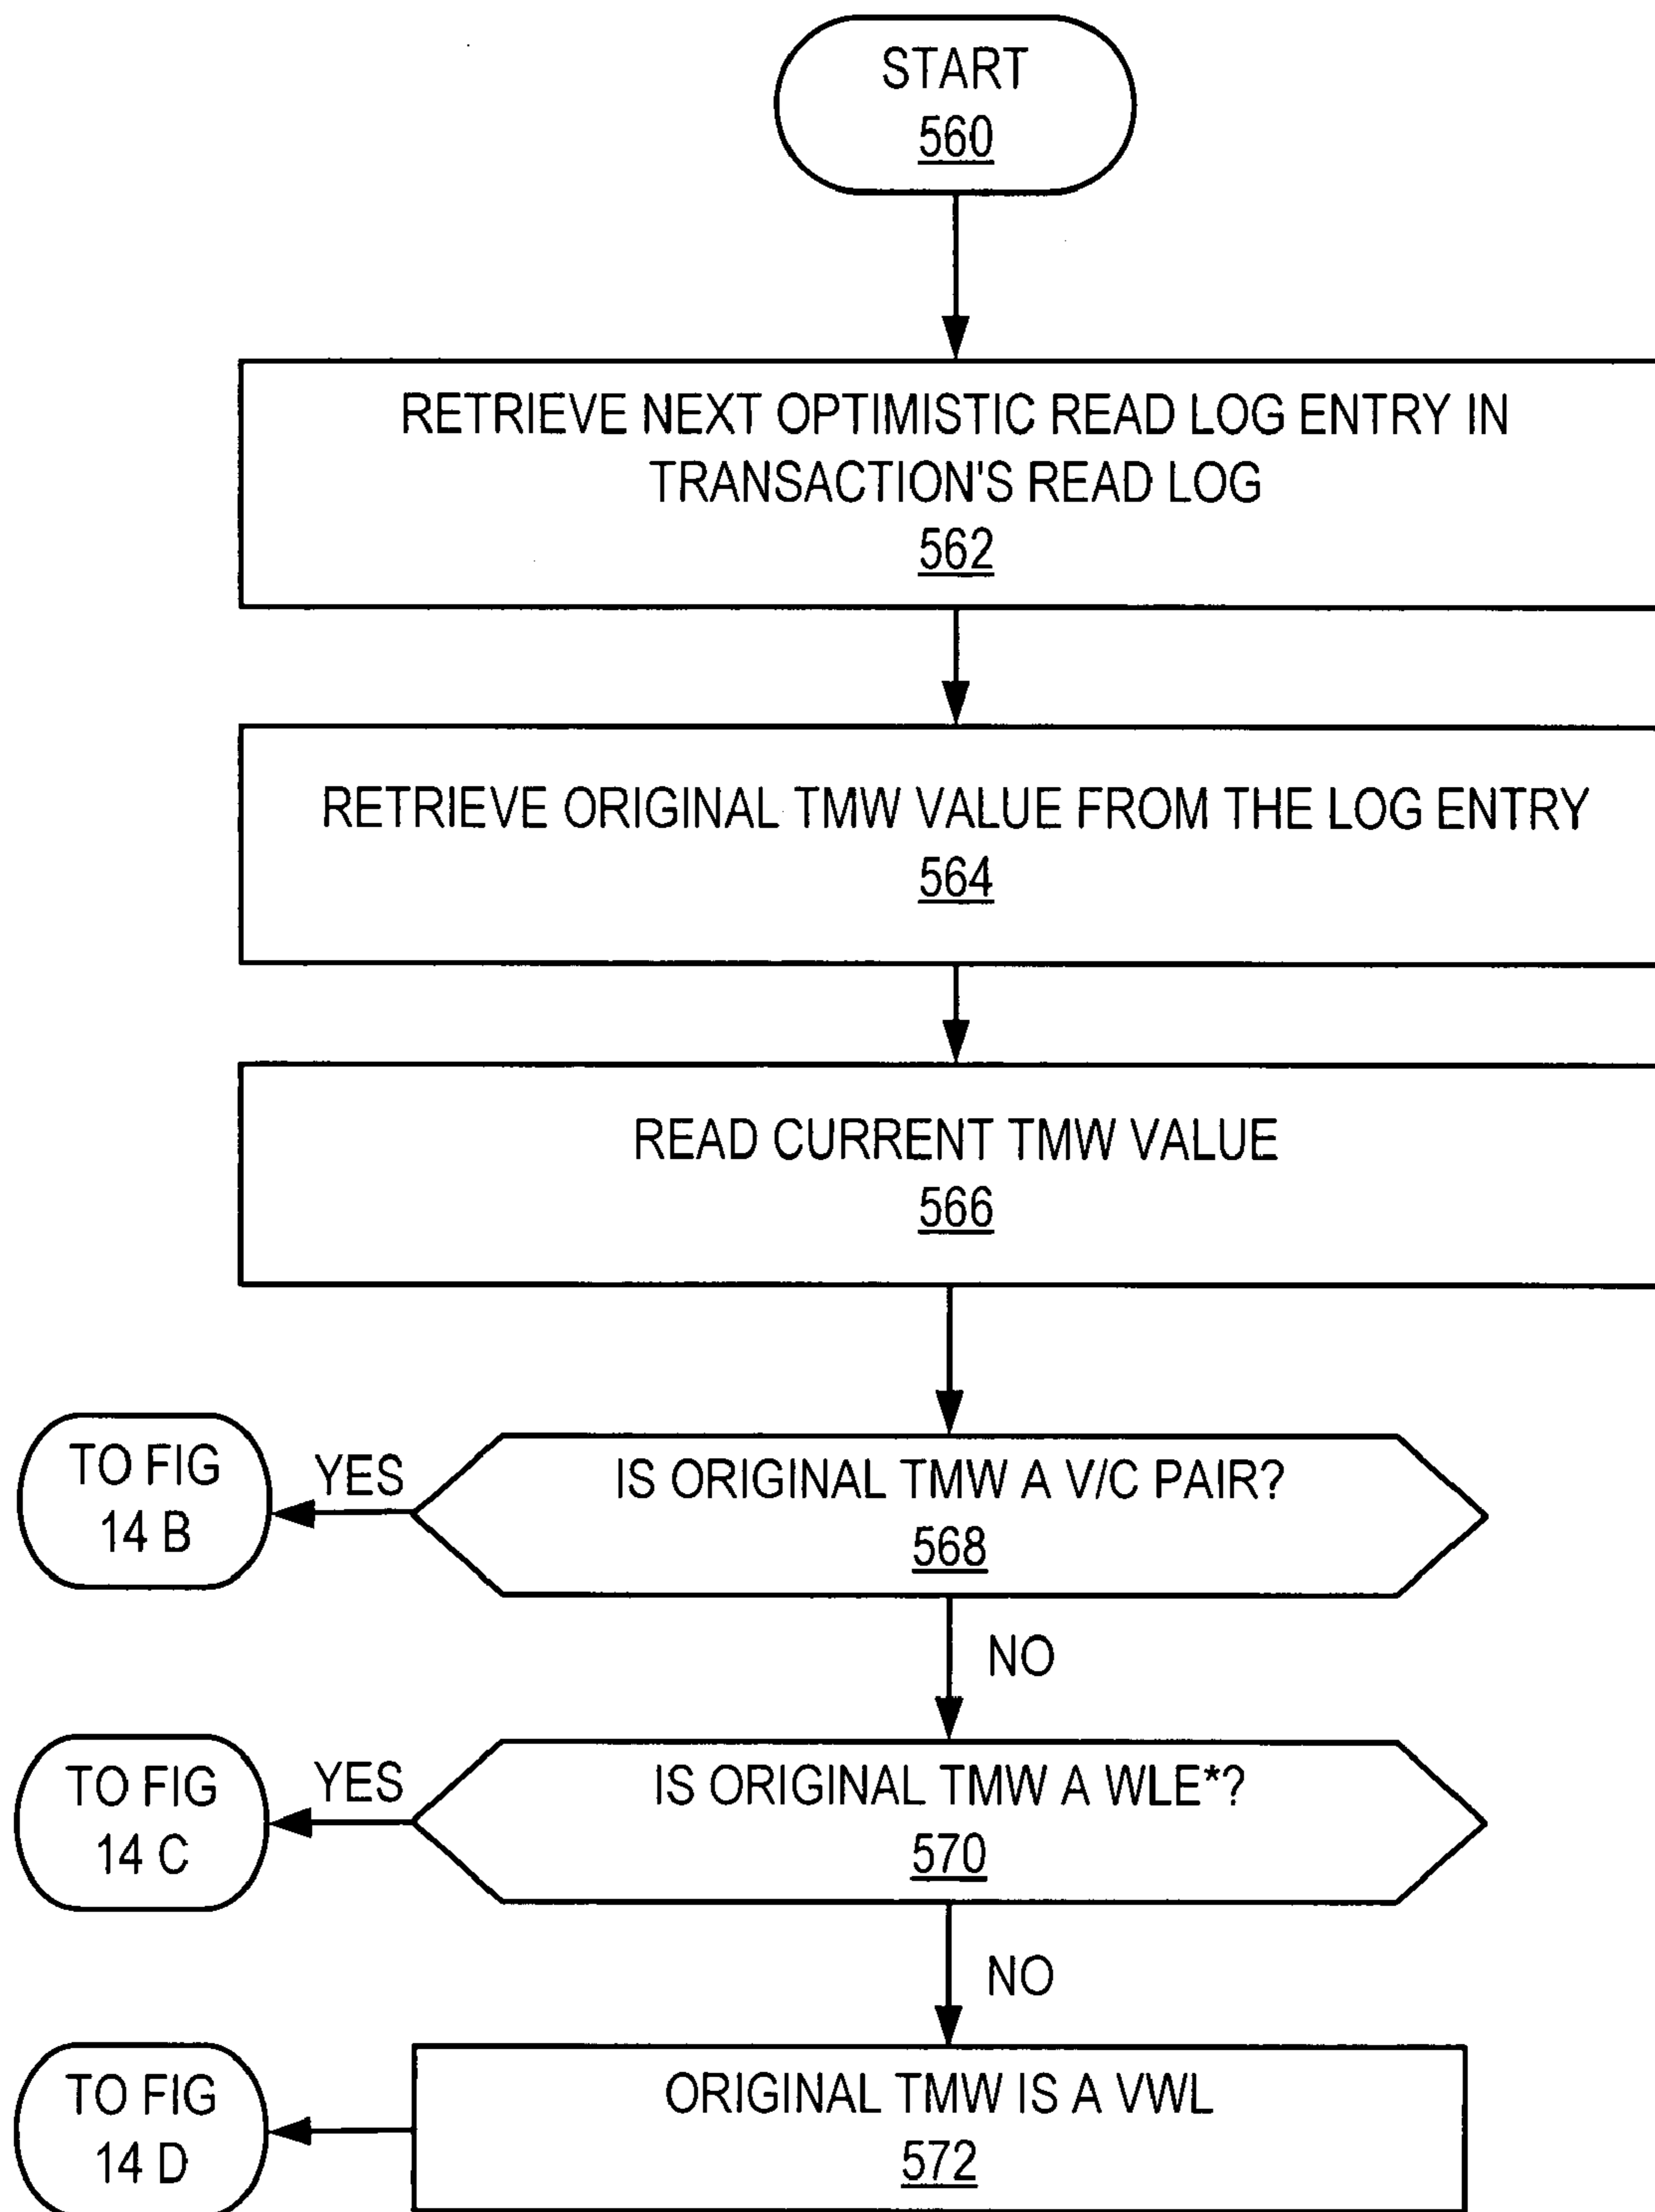 START
560
RETRIEVE NEXT OPTIMISTIC READ LOG ENTRY IN
TRANSACTION'S READ LOG
562
RETRIEVE ORIGINAL TMW VALUE FROM THE LOG ENTRY
564
READ CURRENT TMW VALUE
566
TO FIG
14 B
YES
IS ORIGINAL TMW A V/C PAIR?
568
NO
TO FIG
14 C
YES
IS ORIGINAL TMW A WLE*?
570
NO
TO FIG
14 D
ORIGINAL TMW IS A VWL
572